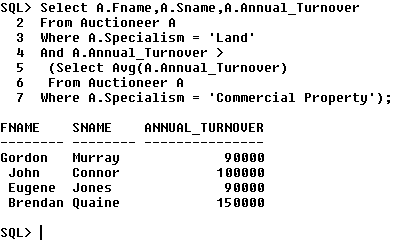 SQL> Select A.Fname,A.Sname,A.Annual_Turnover
  2  From Auctioneer A
  3  Where A.Specialism = 'Land'
  4  And A.Annual_Turnover >
  5   (Select Avg(A.Annual_Turnover)
  6   From Auctioneer A
  7  Where A.Specialism = 'Commercial Property');
FNAME    SNAME    ANNUAL_TURNOVER
-------- -------- ---------------
Gordon   Murray             90000
 John    Connor            100000
 Eugene  Jones              90000
 Brendan Quaine            150000
SQL>